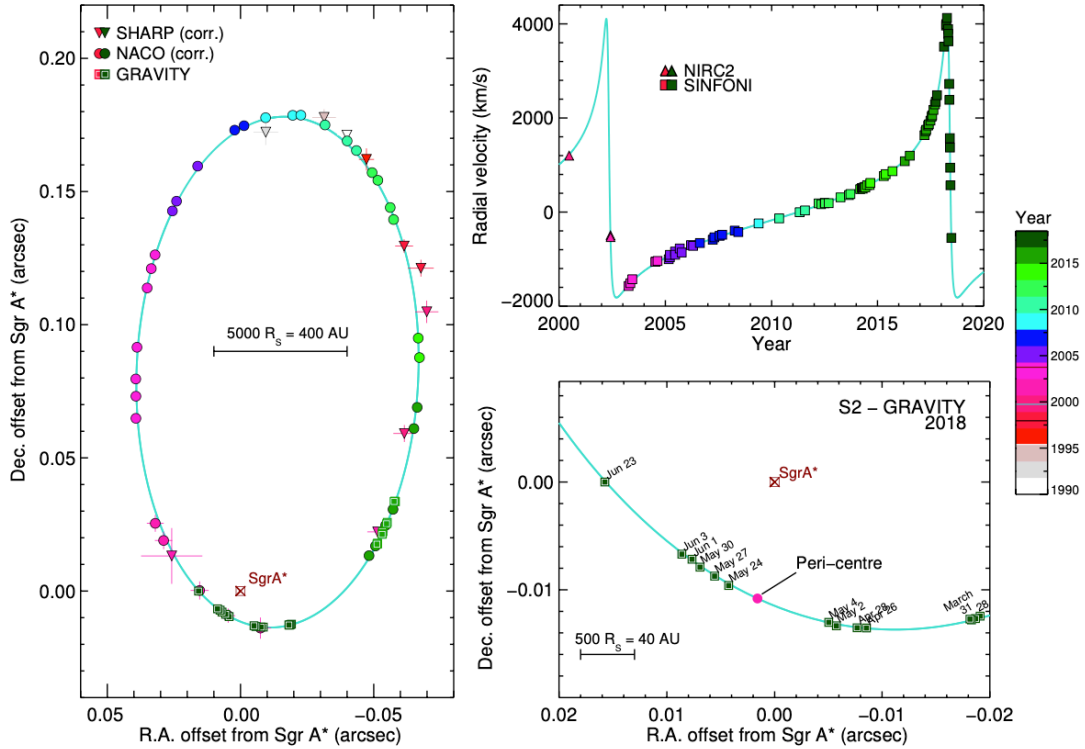 SHARP (corr.)
NACO (corr.)
GRAVITY
0.20
0.15
0.10
0.05
0.00
Dec. offset from Sgr A* (arcsec)
5000 R_S = 400 AU
SgrA*
0.05
0.00
-0.05
R.A. offset from Sgr A* (arcsec)
4000
2000
0
-2000
Radial velocity (km/s)
NIRC2
SINFONI
2000
2005
2010
2015
2020
Year
Year
2015
2010
2005
2000
1995
1990
S2 - GRAVITY
2018
0.00
-0.01
Dec. offset from Sgr A* (arcsec)
Jun 23
SgrA*
Jun 3
Jun 1
May 30
May 27
May 24
Peri-centre
May 4
May 2
Apr 28
Apr 26
March
31
28
500 R_S = 40 AU
0.02
0.01
0.00
-0.01
-0.02
R.A. offset from Sgr A* (arcsec)